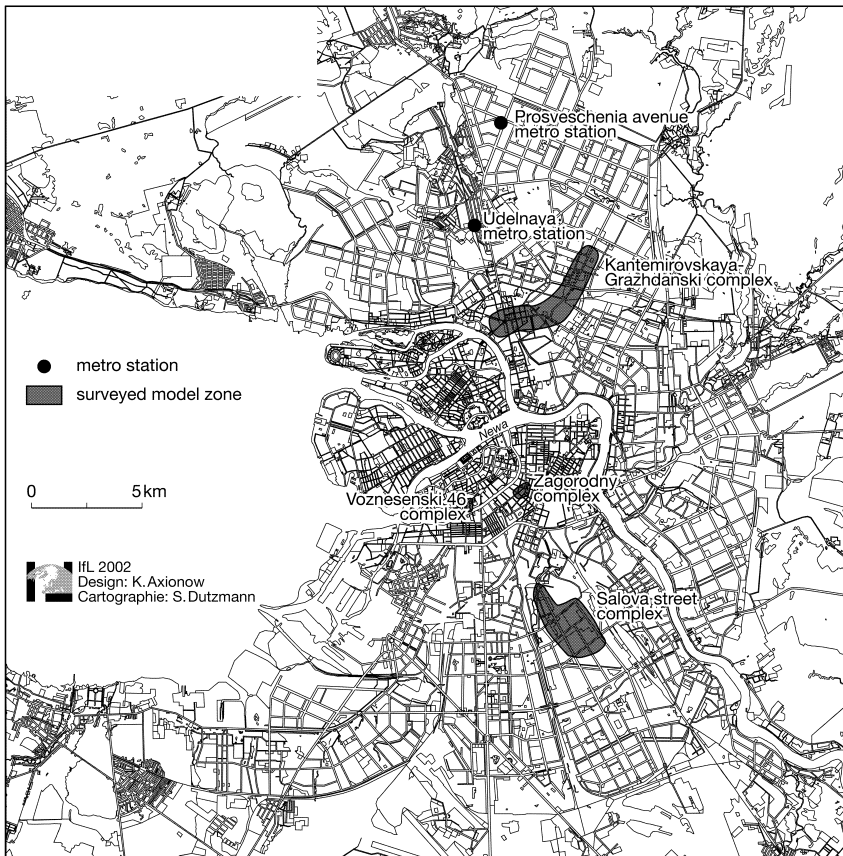 Prosveschenia avenue
metro station
Udelnava
metro station
Kantemirovskaya-
Grazhdanski complex
metro station
surveyed model zone
Newa
0 5 km
Voznesenski 46
complex
Zagorodny
complex
IfL 2002
Design: K. Axionow
Cartographie: S. Dutzmann
Salova street
complex